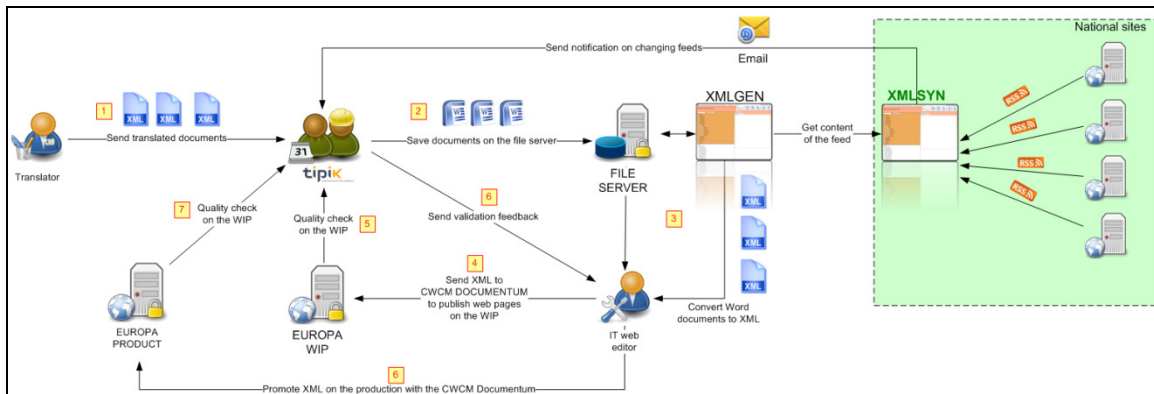 National sites
Send notification on changing feeds
Email
1
XML
XML
XML
2
W
W
W
XMLGEN
XMLSYN
RSS
RSS
RSS
RSS
Send translated documents
31
tipik
Save documents on the file server
Get content
of the feed
Translator
FILE
SERVER
7
Quality check
on the WIP
Quality check
on the WIP
5
6
Send validation feedback
3
XML
XML
XML
4
Send XML to
CWCM DOCUMENTUM
to publish web pages
on the WIP
Convert Word
documents to XML
EUROPA
PRODUCT
EUROPA
WIP
IT web
editor
6
Promote XML on the production with the CWCM Documentum